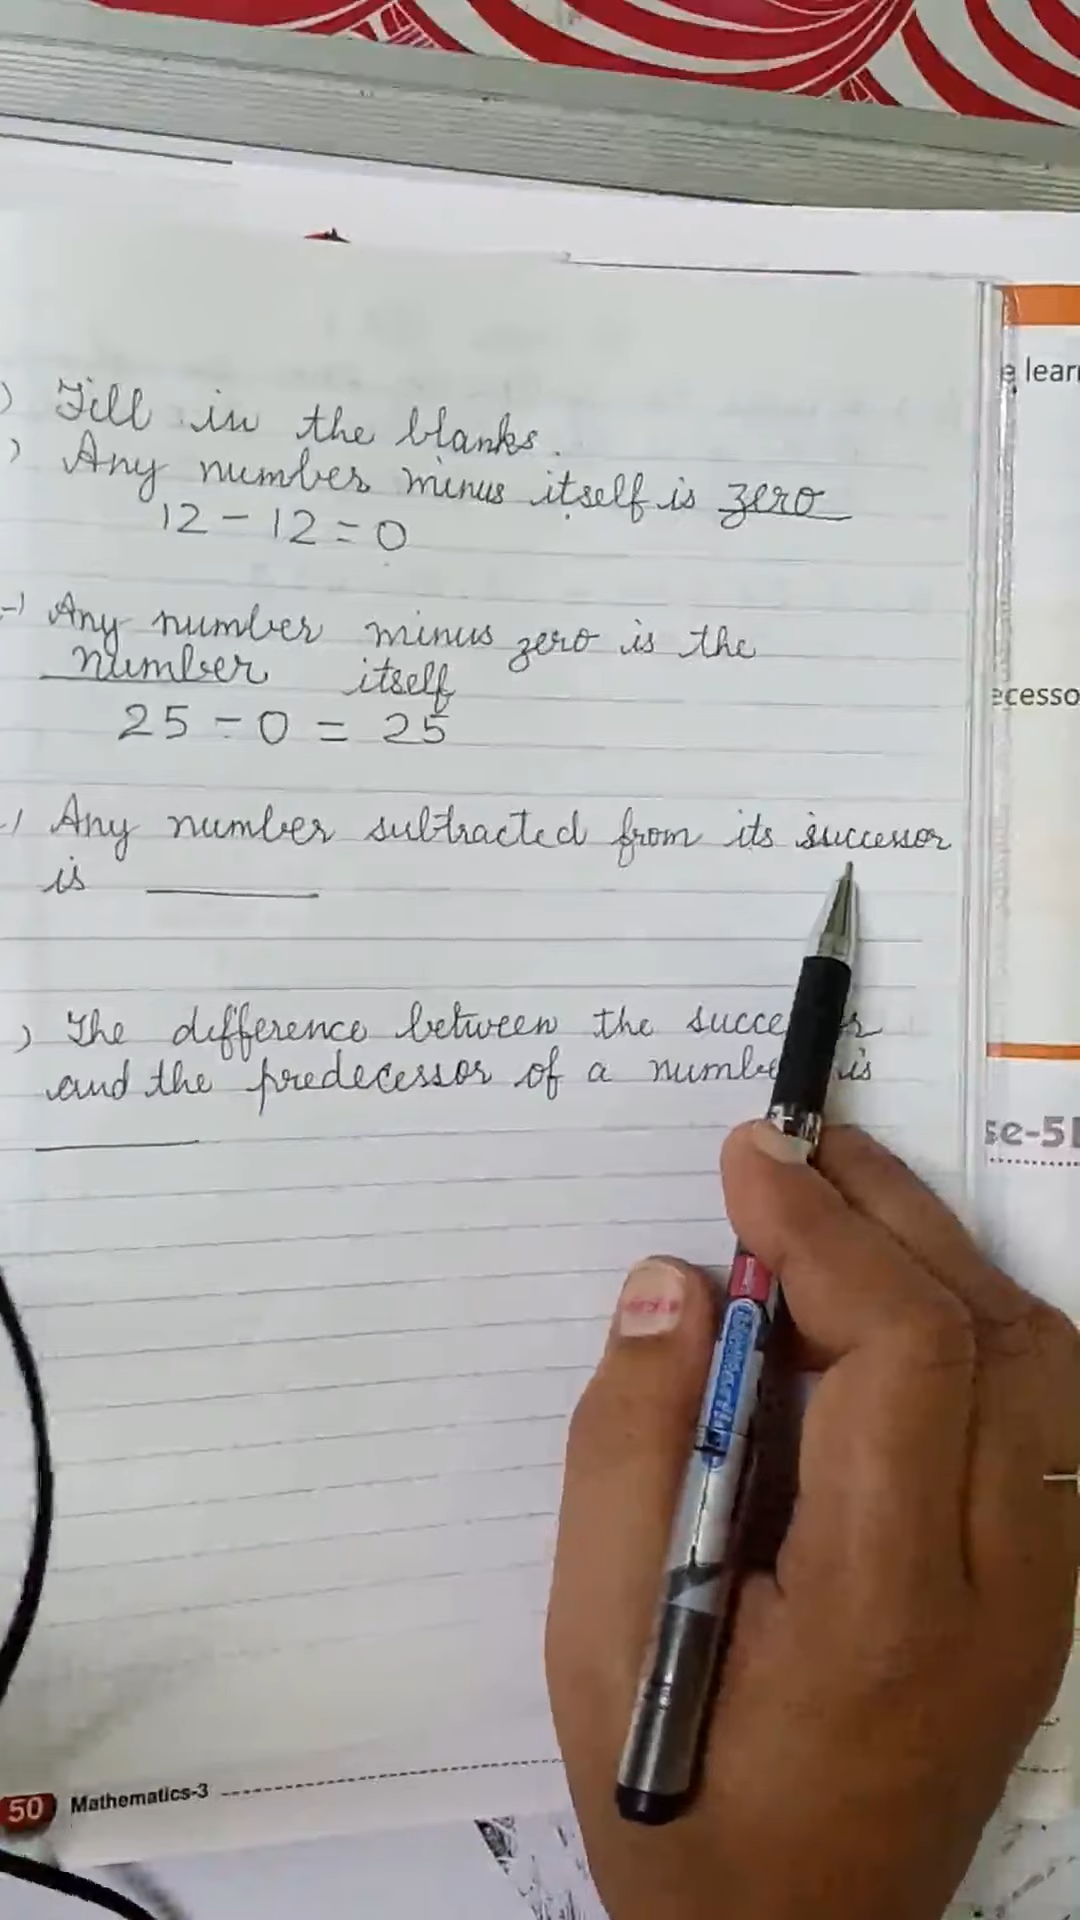 ) Fill in the blanks.
) Any number minus itself is zero
12 - 12 = 0
Any number minus zero is the
number itself
25 - 0 = 25
Any number subtracted from its successor
is
) The difference between the successor
and the predecessor of a number is
50 Mathematics-3
e learn
ecesso
se-5